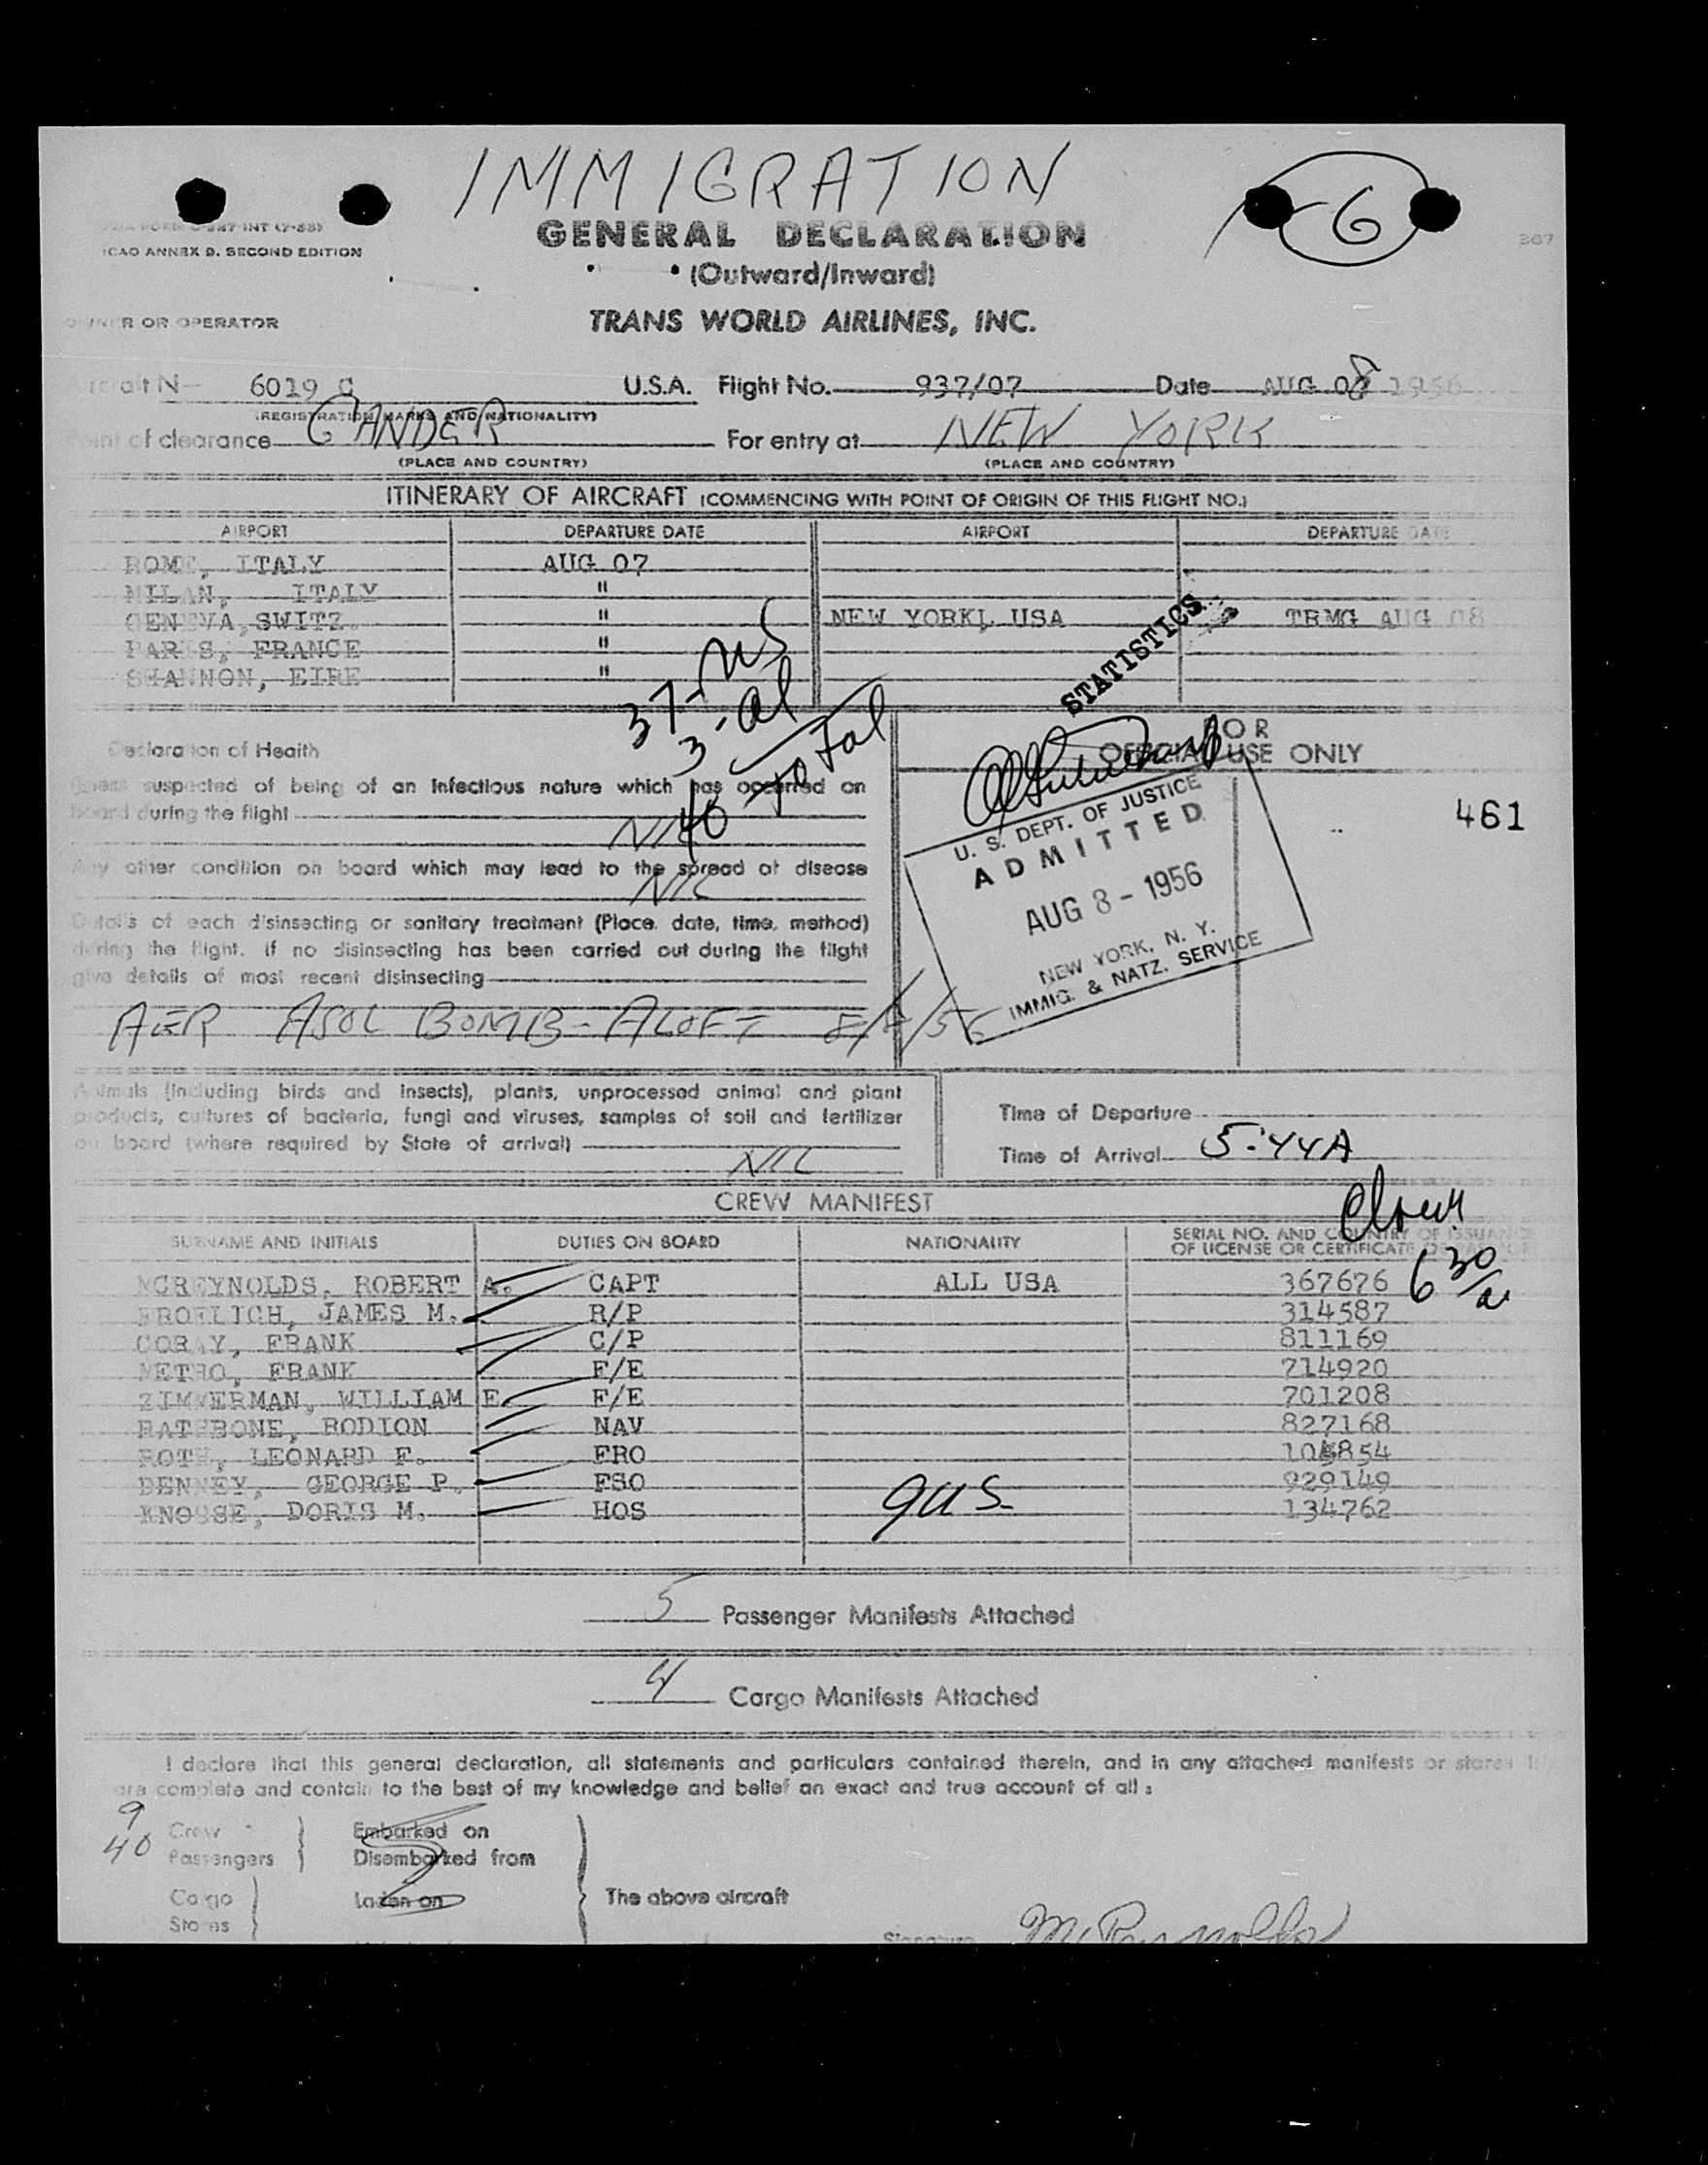 IMMIGRATION
6
INT (7-55)
ICAO ANNEX 9. SECOND EDITION
GENERAL DECLARATION
(Outward/Inward)
367
OWNER OR OPERATOR
TRANS WORLD AIRLINES, INC.
Aircraft N- 6019 C U.S.A. Flight No. 937/07 Date AUG 08 1956
(REGISTRATION MARKS AND NATIONALITY)
Point of clearance GANDER For entry at NEW YORK
(PLACE AND COUNTRY) (PLACE AND COUNTRY)
ITINERARY OF AIRCRAFT (COMMENCING WITH POINT OF ORIGIN OF THIS FLIGHT NO.)
AIRPORT DEPARTURE DATE AIRPORT DEPARTURE DATE
ROME, ITALY AUG 07
MILAN, ITALY "
GENEVA, SWITZ. " NEW YORK, USA TRMG AUG 08
PARIS, FRANCE "
SHANNON, EIRE "
37-US
3-al
40 Total
STATISTICS
Declaration of Health
FOR
OFFICIAL USE ONLY
Illness suspected of being of an infectious nature which has occurred on
board during the flight
NIL
461
Any other condition on board which may lead to the spread of disease
NIL
Details of each disinsecting or sanitary treatment (Place, date, time, method)
during the flight. If no disinsecting has been carried out during the flight
give details of most recent disinsecting
AER ASOL BOMB-ALOFT
U. S. DEPT. OF JUSTICE
ADMITTED
AUG 8 - 1956
NEW YORK, N. Y.
IMMIG. & NATZ. SERVICE
Animals (including birds and insects), plants, unprocessed animal and plant
products, cultures of bacteria, fungi and viruses, samples of soil and fertilizer
on board (where required by State of arrival)
NIL
Time of Departure
Time of Arrival 5:44A
CREW MANIFEST
SURNAME AND INITIALS DUTIES ON BOARD NATIONALITY SERIAL NO. AND COUNTRY OF ISSUANCE
OF LICENSE OR CERTIFICATE
630
MCREYNOLDS, ROBERT A. CAPT ALL USA 367676
FROELICH, JAMES M. R/P 314587
CORAY, FRANK C/P 811169
METRO, FRANK F/E 714920
ZIMMERMAN, WILLIAM E. F/E 701208
RATHBONE, RODION NAV 827168
ROTH, LEONARD F. FRO
DENNEY, GEORGE P. FSO 929149
KNOUSE, DORIS M. HOS 134762
9US
5 Passenger Manifests Attached
4 Cargo Manifests Attached
I declare that this general declaration, all statements and particulars contained therein, and in any attached manifests or stores
are complete and contain to the best of my knowledge and belief an exact and true account of all :
9 Crew Embarked on
40 Passengers Disembarked from
Cargo Laden on The above aircraft
Stores
Signature McReynolds